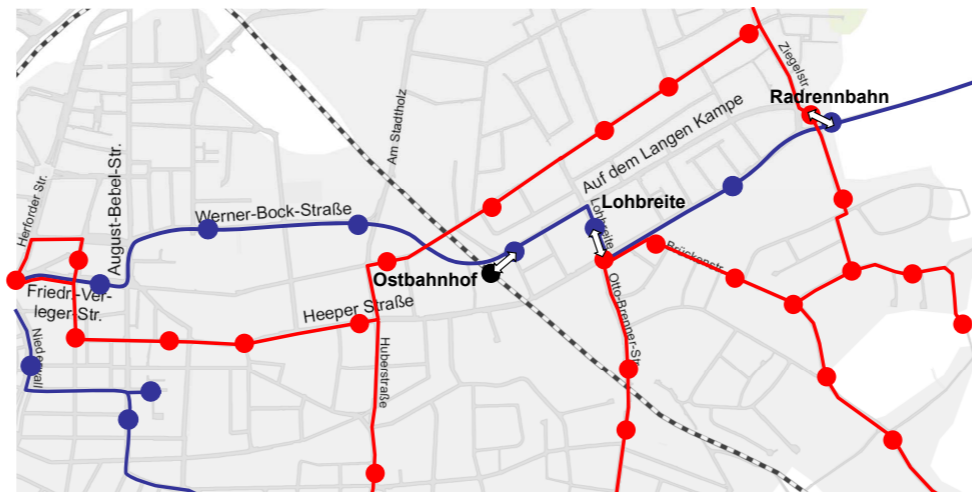 Ziegelstr.
Radrennbahn
Am Stadtholz
Auf dem Langen Kampe
Herforder Str.
August-Bebel-Str.
Werner-Bock-Straße
Lohbreite
Lohbreite
Brückenstr.
Ostbahnhof
Friedr.-Ver-
leger-Str.
Heeper Straße
Otto-Brenner-Str.
Niederwall
Huberstraße